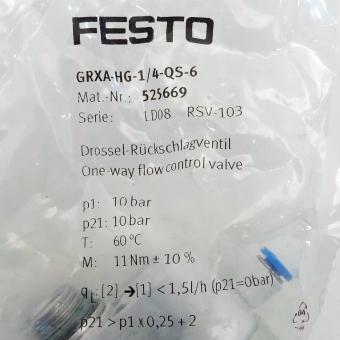 FESTO
GRXA-HG-1/4-QS-6
Mat.-Nr.: 525669
Serie: LD08 RSV-103
Drossel-Rückschlagventil
One-way flow control valve
p1: 10 bar
p21: 10 bar
T: 60 °C
M: 11 Nm ± 10 %
qL: [2] → [1] < 1,5 l/h (p21=0bar)
p21 > p1 x 0,25 + 2